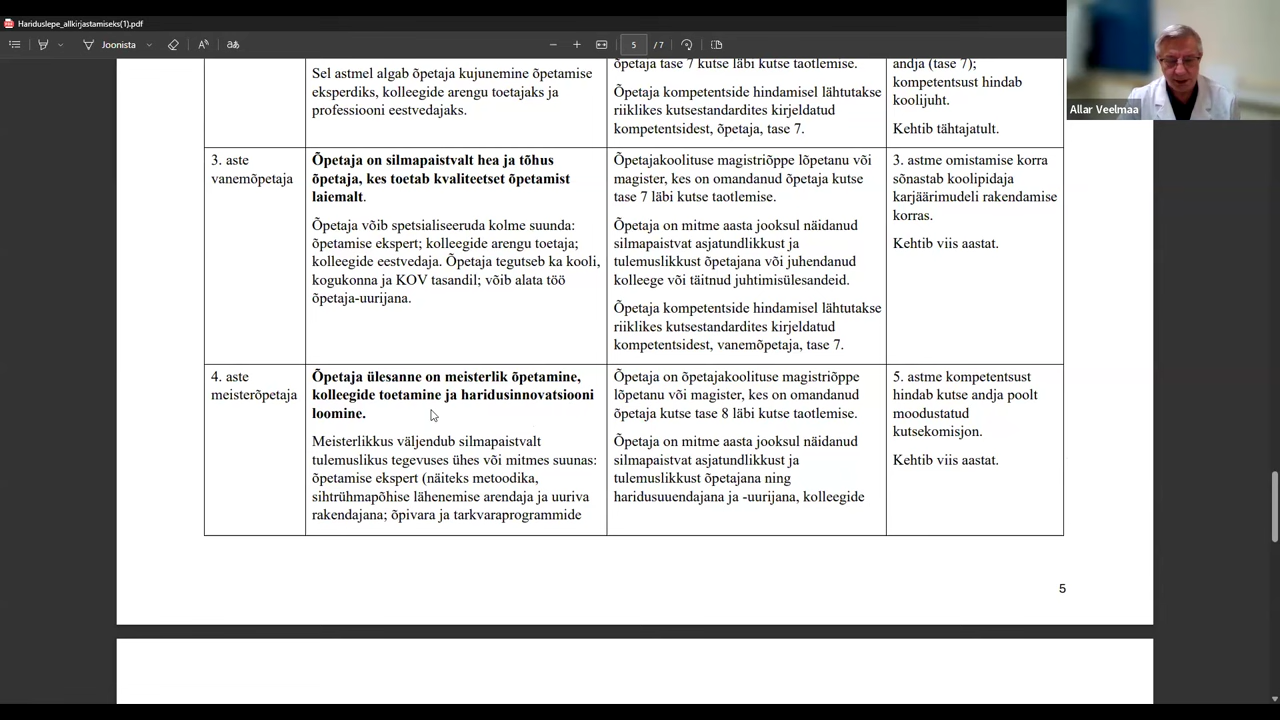 Hariduslepe_allkirjastamiseks(1).pdf
Joonista
5 / 7
Allar Veelmaa
Sel astmel algab õpetaja kujunemine õpetamise
eksperdiks, kolleegide arengu toetajaks ja
professiooni eestvedajaks.
õpetaja tase 7 kutse läbi kutse taotlemise.
Õpetaja kompetentside hindamisel lähtutakse
riiklikes kutsestandardites kirjeldatud
kompetentsidest, õpetaja, tase 7.
andja (tase 7);
kompetentsust hindab
koolijuht.
Kehtib tähtajatult.
3. aste
vanemõpetaja
Õpetaja on silmapaistvalt hea ja tõhus
õpetaja, kes toetab kvaliteetset õpetamist
laiemalt.
Õpetaja võib spetsialiseeruda kolme suunda:
õpetamise ekspert; kolleegide arengu toetaja;
kolleegide eestvedaja. Õpetaja tegutseb ka kooli,
kogukonna ja KOV tasandil; võib alata töö
õpetaja-uurijana.
Õpetajakoolituse magistriõppe lõpetanu või
magister, kes on omandanud õpetaja kutse
tase 7 läbi kutse taotlemise.
Õpetaja on mitme aasta jooksul näidanud
silmapaistvat asjatundlikkust ja
tulemuslikkust õpetajana või juhendanud
kolleege või täitnud juhtimisülesandeid.
Õpetaja kompetentside hindamisel lähtutakse
riiklikes kutsestandardites kirjeldatud
kompetentsidest, vanemõpetaja, tase 7.
3. astme omistamise korra
sõnastab koolipidaja
karjäärimudeli rakendamise
korras.
Kehtib viis aastat.
4. aste
meisterõpetaja
Õpetaja ülesanne on meisterlik õpetamine,
kolleegide toetamine ja haridusinnovatsiooni
loomine.
Meisterlikkus väljendub silmapaistvalt
tulemuslikus tegevuses ühes või mitmes suunas:
õpetamise ekspert (näiteks metoodika,
sihtrühmapõhise lähenemise arendaja ja uuriva
rakendajana; õpivara ja tarkvaraprogrammide
Õpetaja on õpetajakoolituse magistriõppe
lõpetanu või magister, kes on omandanud
õpetaja kutse tase 8 läbi kutse taotlemise.
Õpetaja on mitme aasta jooksul näidanud
silmapaistvat asjatundlikkust ja
tulemuslikkust õpetajana ning
haridusuuendajana ja -uurijana, kolleegide
5. astme kompetentsust
hindab kutse andja poolt
moodustatud
kutsekomisjon.
Kehtib viis aastat.
5